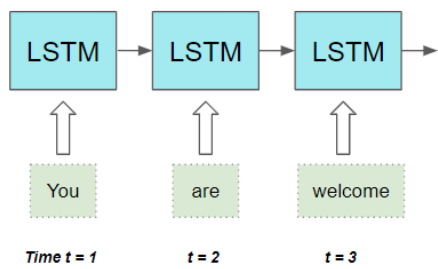 LSTM LSTM LSTM
You are welcome
Time t = 1 t = 2 t = 3